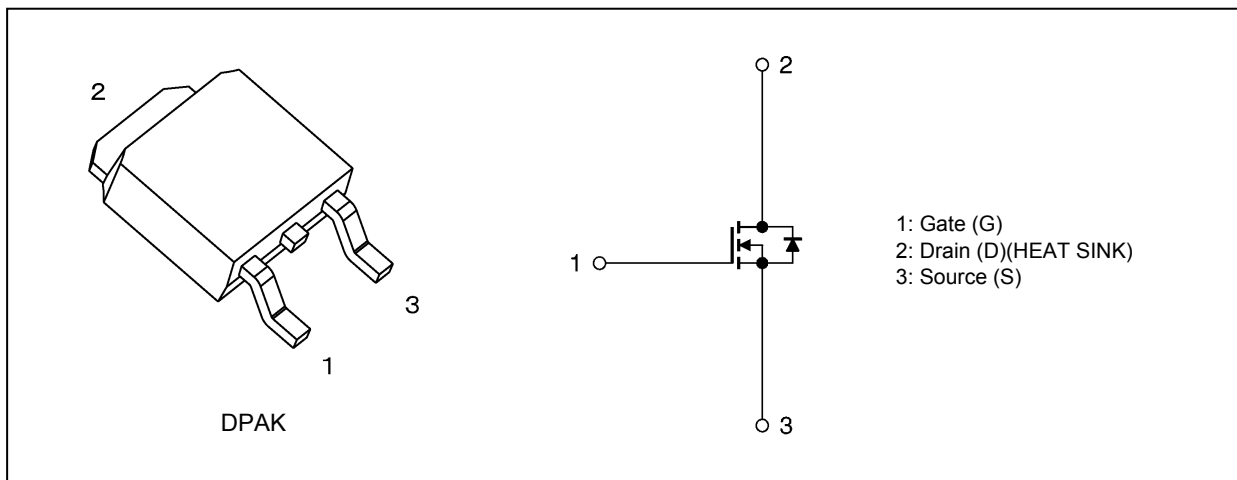 2
3
1
DPAK
2
1
3
1: Gate (G)
2: Drain (D)(HEAT SINK)
3: Source (S)